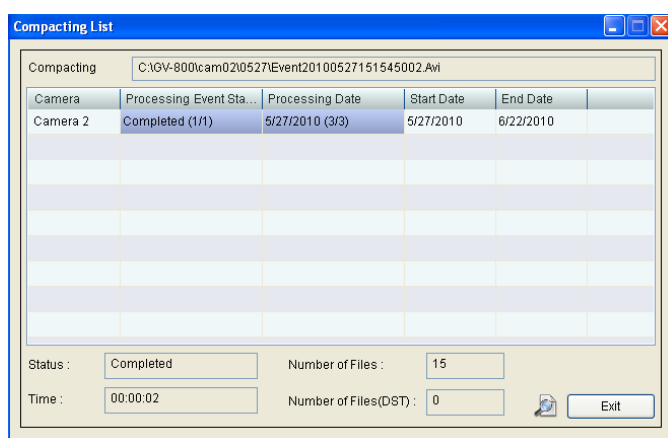 Compacting List
Compacting C:\GV-800\cam02\0527\Event20100527151545002.Avi
Camera Processing Event Sta... Processing Date Start Date End Date
Camera 2 Completed (1/1) 5/27/2010 (3/3) 5/27/2010 6/22/2010
Status : Completed Number of Files : 15
Time : 00:00:02 Number of Files(DST) : 0 Exit